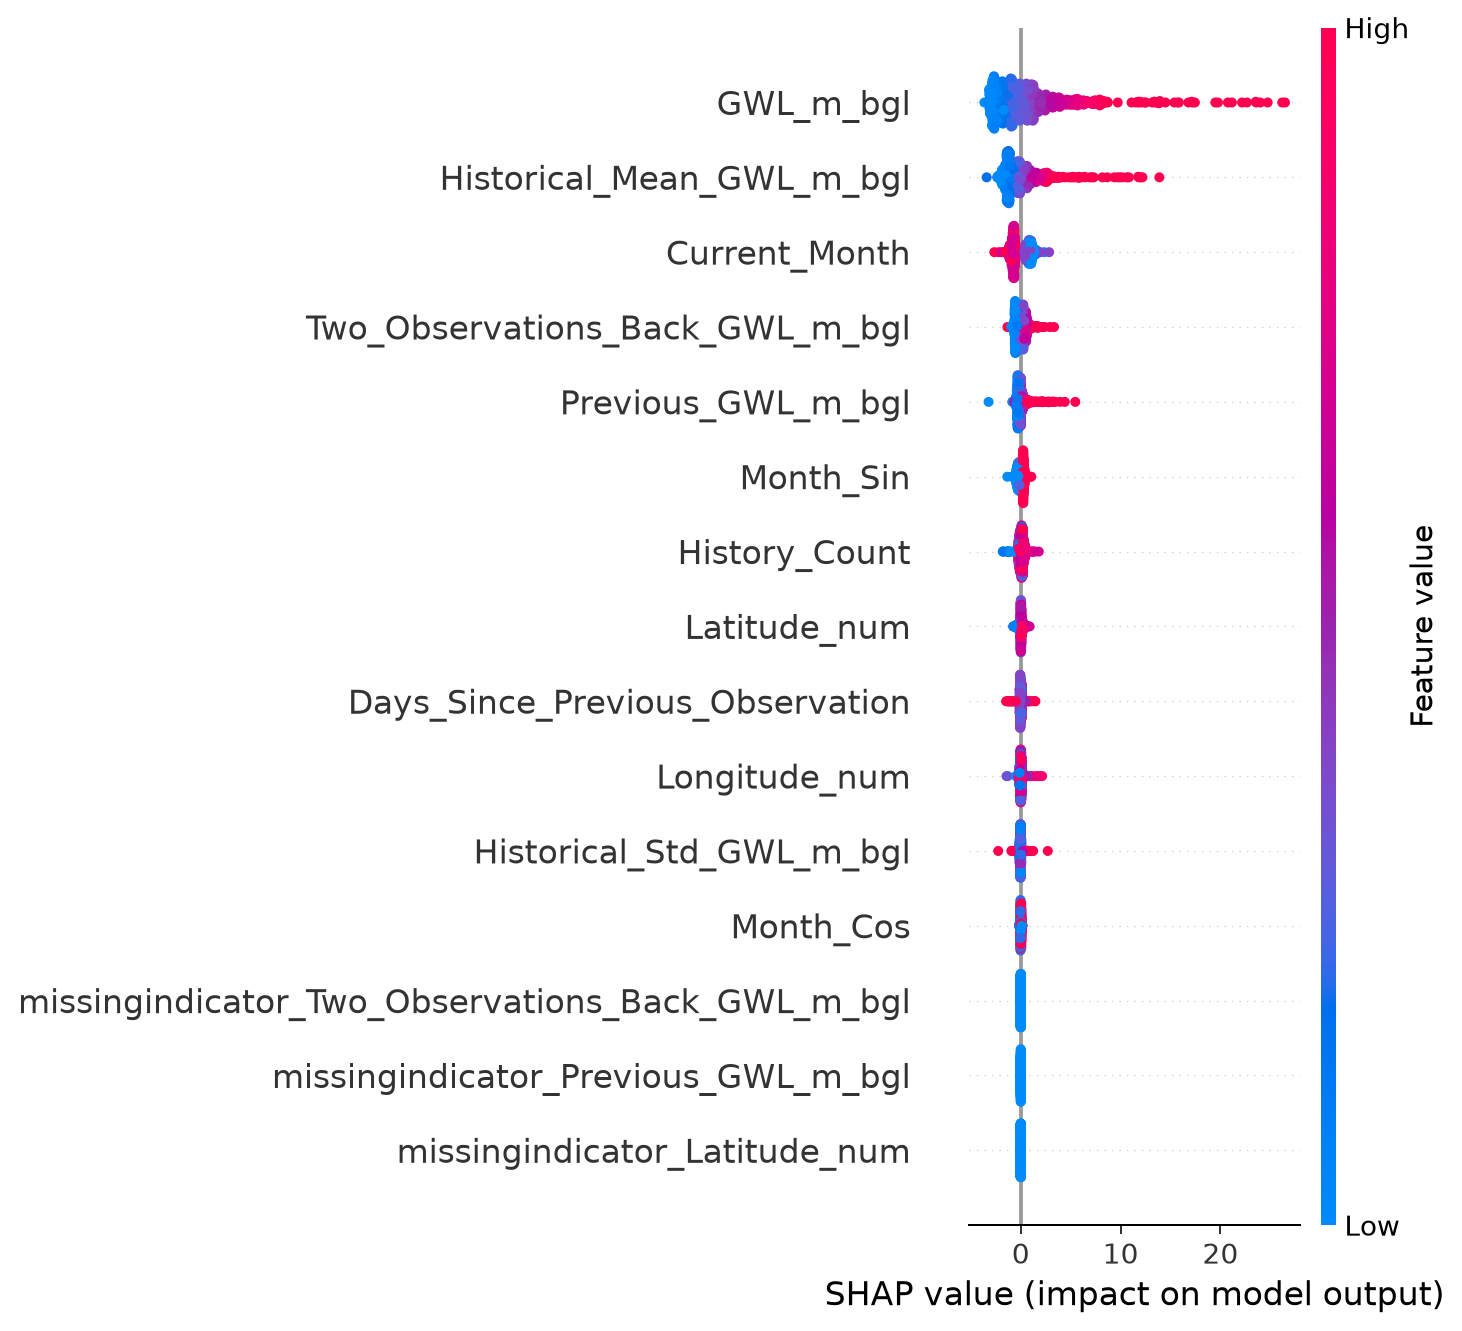 High
GWL_m_bgl
Historical_Mean_GWL_m_bgl
Current_Month
Two_Observations_Back_GWL_m_bgl
Previous_GWL_m_bgl
Month_Sin
History_Count
Latitude_num
Days_Since_Previous_Observation
Longitude_num
Historical_Std_GWL_m_bgl
Month_Cos
missingindicator_Two_Observations_Back_GWL_m_bgl
missingindicator_Previous_GWL_m_bgl
missingindicator_Latitude_num
Feature value
Low
0 10 20
SHAP value (impact on model output)